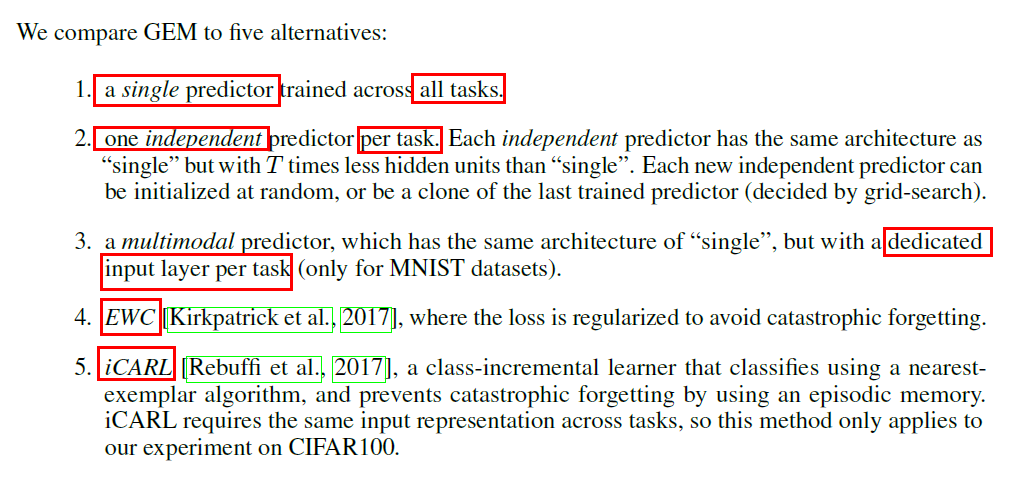 We compare GEM to five alternatives:
1. a single predictor trained across all tasks.
2. one independent predictor per task. Each independent predictor has the same architecture as
“single” but with T times less hidden units than “single”. Each new independent predictor can
be initialized at random, or be a clone of the last trained predictor (decided by grid-search).
3. a multimodal predictor, which has the same architecture of “single”, but with a dedicated
input layer per task (only for MNIST datasets).
4. EWC [Kirkpatrick et al., 2017], where the loss is regularized to avoid catastrophic forgetting.
5. iCARL [Rebuffi et al., 2017], a class-incremental learner that classifies using a nearest-
exemplar algorithm, and prevents catastrophic forgetting by using an episodic memory.
iCARL requires the same input representation across tasks, so this method only applies to
our experiment on CIFAR100.